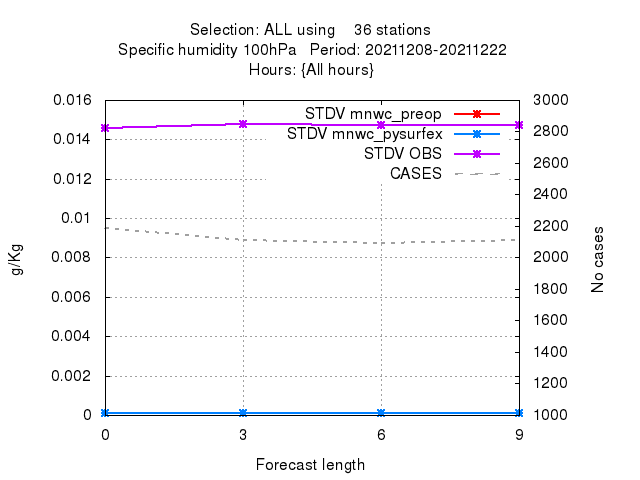 Selection: ALL using    36 stations
Specific humidity 100hPa   Period: 20211208-20211222
Hours: {All hours}
0.016
0.014
0.012
0.01
0.008
0.006
0.004
0.002
0
g/Kg
STDV mnwc_preop
STDV mnwc_pysurfex
STDV OBS
CASES
3000
2800
2600
2400
2200
2000
1800
1600
1400
1200
1000
No cases
0 3 6 9
Forecast length